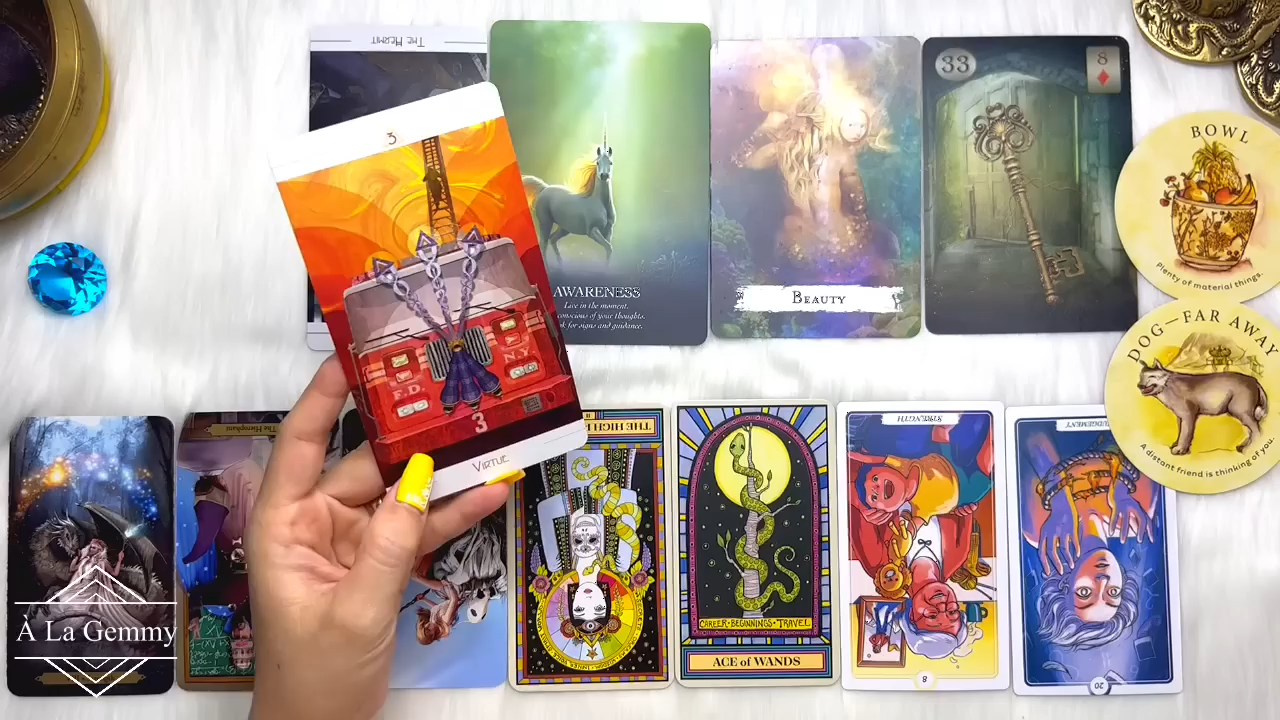 The Hermit
33
8
BOWL
Plenty of material things.
3
AWARENESS
Live in the moment.
conscious of your thoughts.
k for signs and guidance.
BEAUTY
DOG—FAR AWAY
A distant friend is thinking of you.
F.D.
N.Y.
3
VIRTUE
The Hierophant
II
THE HIGH
STRENGTH
JUDGEMENT
CAREER · BEGINNINGS · TRAVEL
ACE of WANDS
8
20
À LA GEMMY